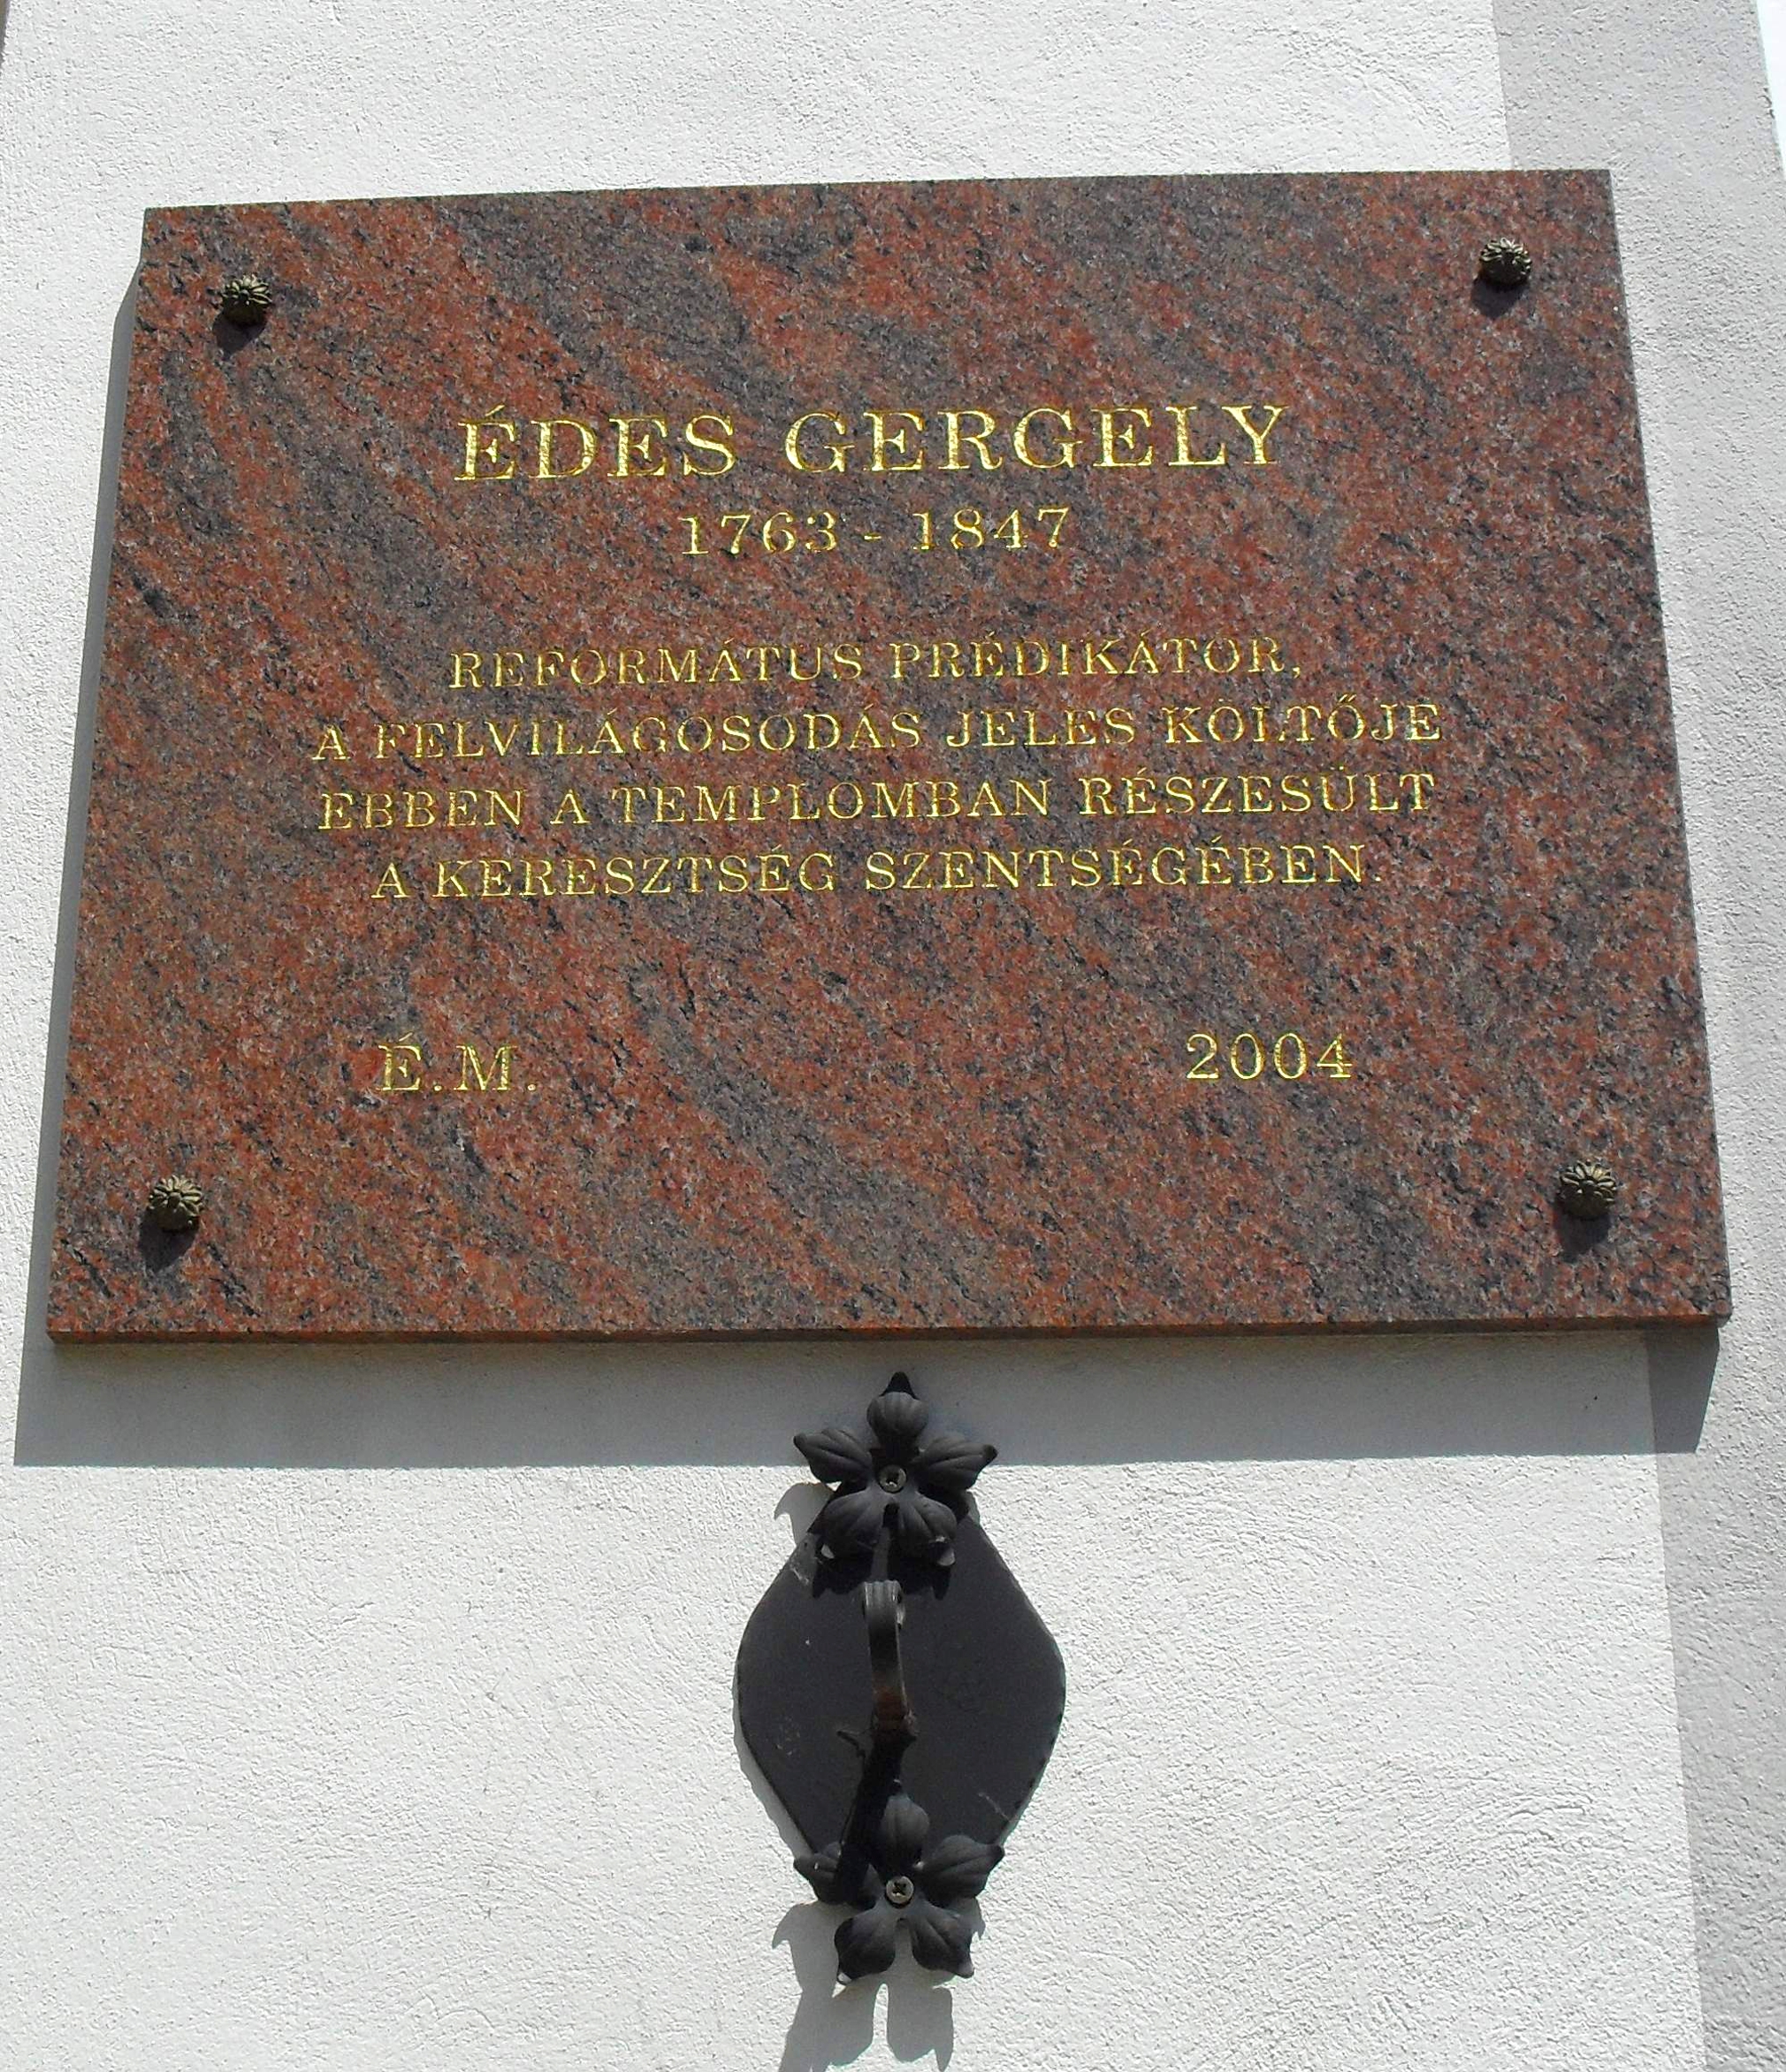 ÉDES GERGELY
1763 - 1847
REFORMÁTUS PRÉDIKÁTOR,
A FELVILÁGOSODÁS JELES KÖLTŐJE
EBBEN A TEMPLOMBAN RÉSZESÜLT
A KERESZTSÉG SZENTSÉGÉBEN.
É.M. 2004